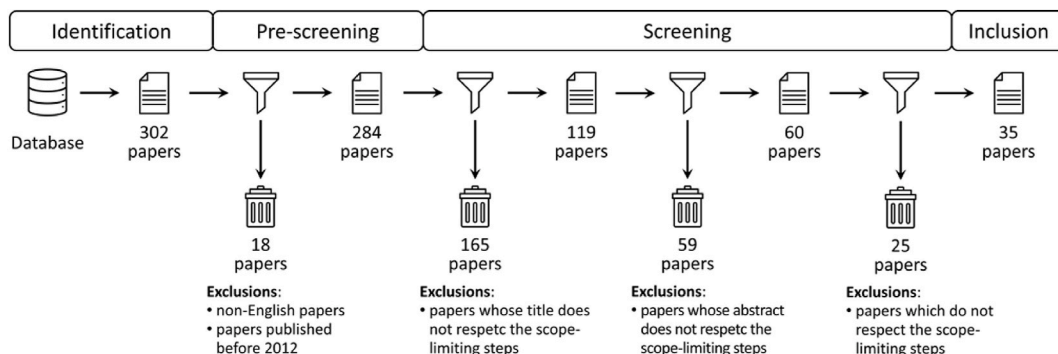 Identification
Pre-screening
Screening
Inclusion
Database
302
papers
284
papers
119
papers
60
papers
35
papers
18
papers
165
papers
59
papers
25
papers
Exclusions:
• non-English papers
• papers published
before 2012
Exclusions:
• papers whose title does
not respetc the scope-
limiting steps
Exclusions:
• papers whose abstract
does not respetc the
scope-limiting steps
Exclusions:
• papers which do not
respect the scope-
limiting steps